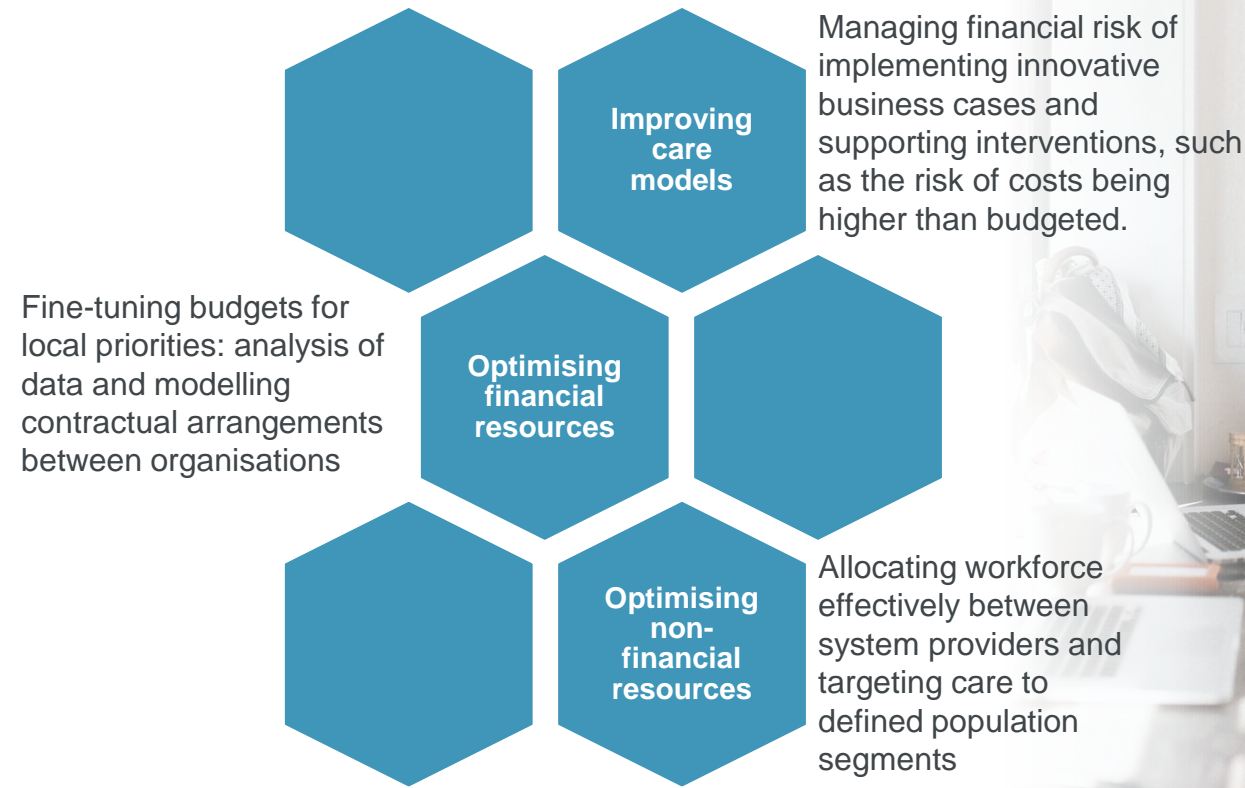 Improving
care
models
Managing financial risk of
implementing innovative
business cases and
supporting interventions, such
as the risk of costs being
higher than budgeted.
Fine-tuning budgets for
local priorities: analysis of
data and modelling
contractual arrangements
between organisations
Optimising
financial
resources
Optimising
non-
financial
resources
Allocating workforce
effectively between
system providers and
targeting care to
defined population
segments